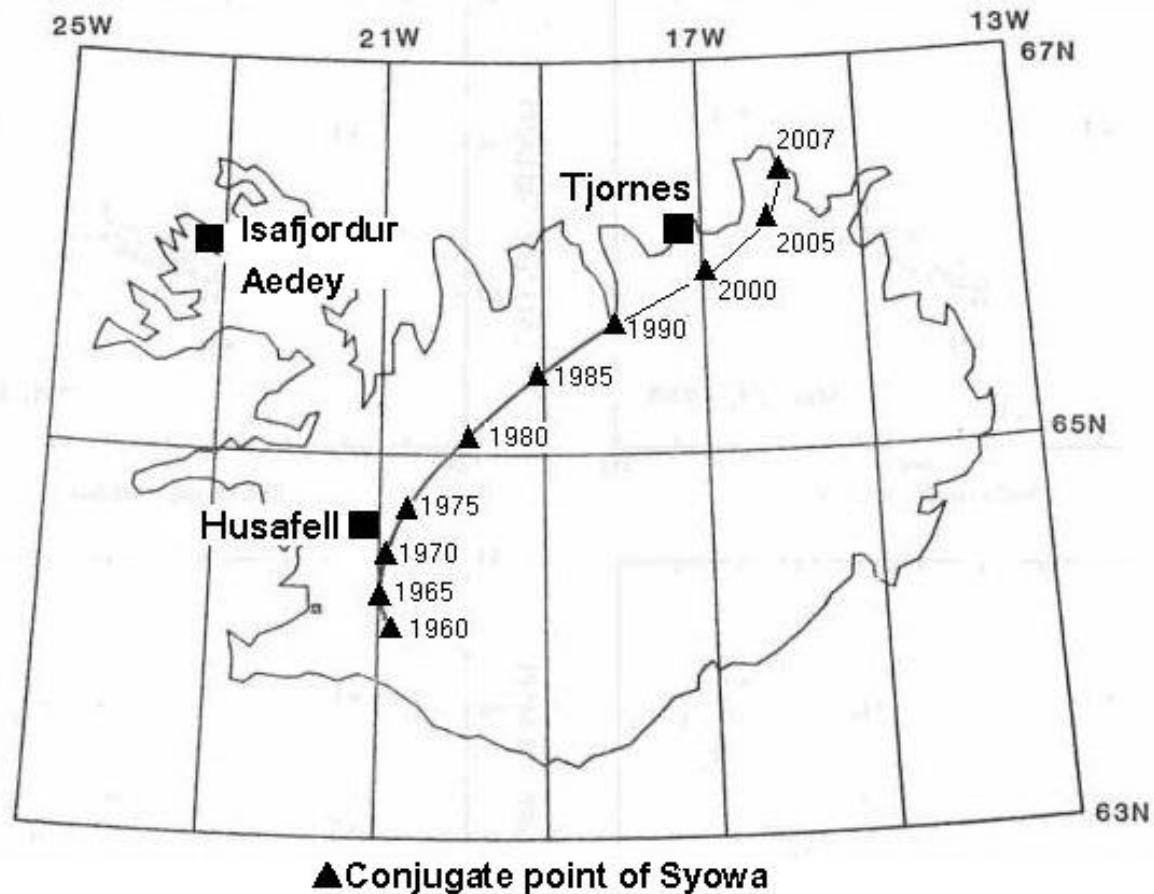 25W
21W
17W
13W
67N
2007
Tjornes
Isafjordur
Aedey
2005
2000
1990
1985
65N
1980
1975
Husafell
1970
1965
1960
63N
Conjugate point of Syowa